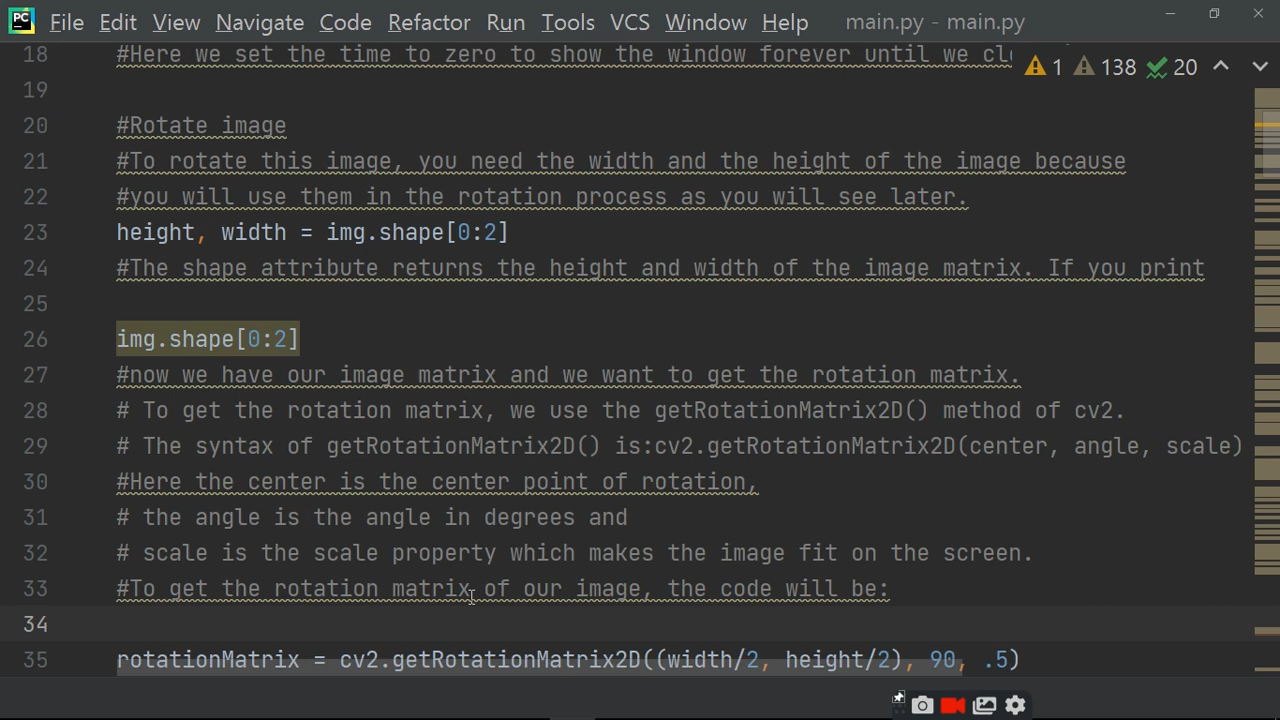 PC File Edit View Navigate Code Refactor Run Tools VCS Window Help main.py - main.py
18 #Here we set the time to zero to show the window forever until we
1 138 20
19
20 #Rotate image
21 #To rotate this image, you need the width and the height of the image because
22 #you will use them in the rotation process as you will see later.
23 height, width = img.shape[0:2]
24 #The shape attribute returns the height and width of the image matrix. If you print
25
26 img.shape[0:2]
27 #now we have our image matrix and we want to get the rotation matrix.
28 # To get the rotation matrix, we use the getRotationMatrix2D() method of cv2.
29 # The syntax of getRotationMatrix2D() is:cv2.getRotationMatrix2D(center, angle, scale)
30 #Here the center is the center point of rotation,
31 # the angle is the angle in degrees and
32 # scale is the scale property which makes the image fit on the screen.
33 #To get the rotation matrix of our image, the code will be:
34
35 rotationMatrix = cv2.getRotationMatrix2D((width/2, height/2), 90, .5)